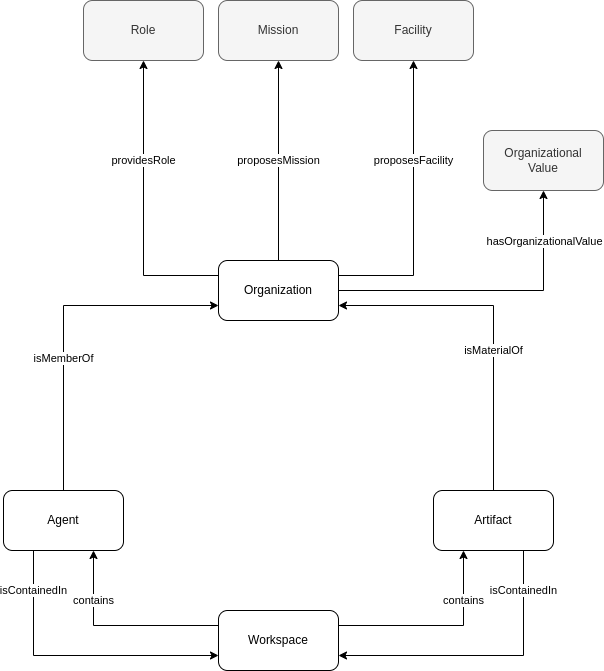 Role
Mission
Facility
providesRole
proposesMission
proposesFacility
Organizational
Value
hasOrganizationalValue
Organization
isMemberOf
isMaterialOf
Agent
Artifact
isContainedIn
contains
contains
isContainedIn
Workspace